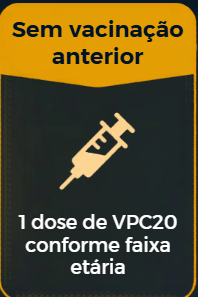 Sem vacinação
anterior
1 dose de VPC20
conforme faixa
etária